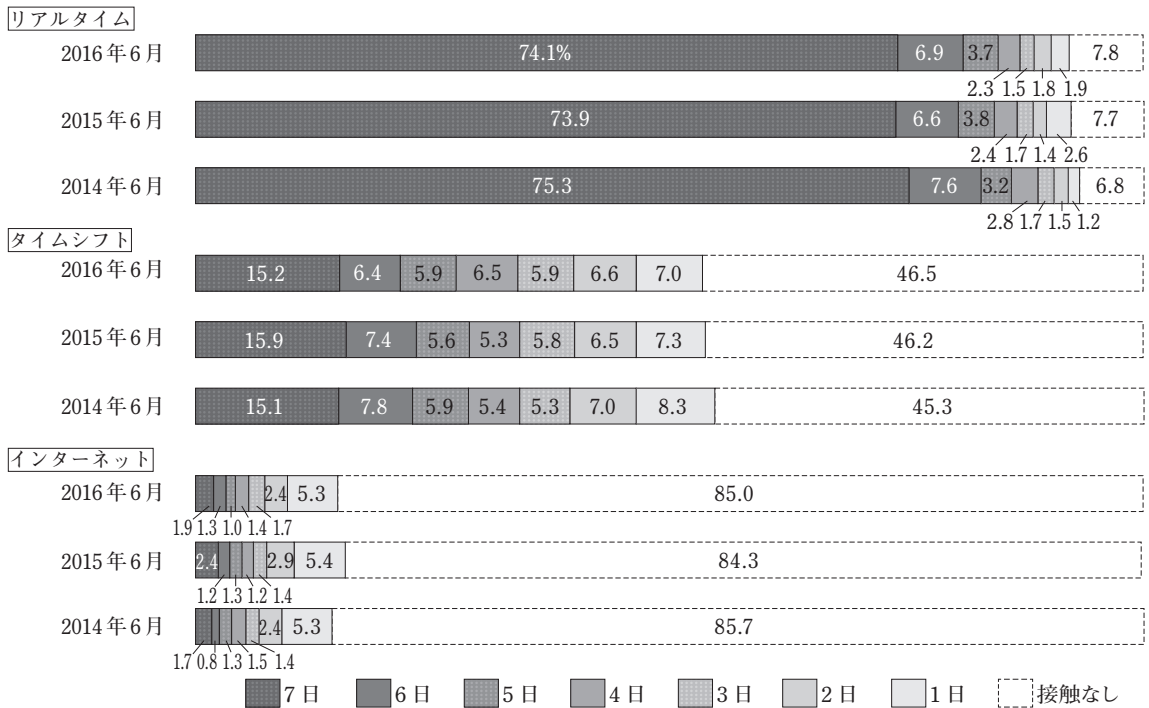 リアルタイム
2016年6月 74.1% 6.9 3.7 7.8
2.3 1.5 1.8 1.9
2015年6月 73.9 6.6 3.8 7.7
2.4 1.7 1.4 2.6
2014年6月 75.3 7.6 3.2 6.8
2.8 1.7 1.5 1.2
タイムシフト
2016年6月 15.2 6.4 5.9 6.5 5.9 6.6 7.0 46.5
2015年6月 15.9 7.4 5.6 5.3 5.8 6.5 7.3 46.2
2014年6月 15.1 7.8 5.9 5.4 5.3 7.0 8.3 45.3
インターネット
2016年6月 2.4 5.3 85.0
1.9 1.3 1.0 1.4 1.7
2015年6月 2.4 2.9 5.4 84.3
1.2 1.3 1.2 1.4
2014年6月 2.4 5.3 85.7
1.7 0.8 1.3 1.5 1.4
7日 6日 5日 4日 3日 2日 1日 接触なし